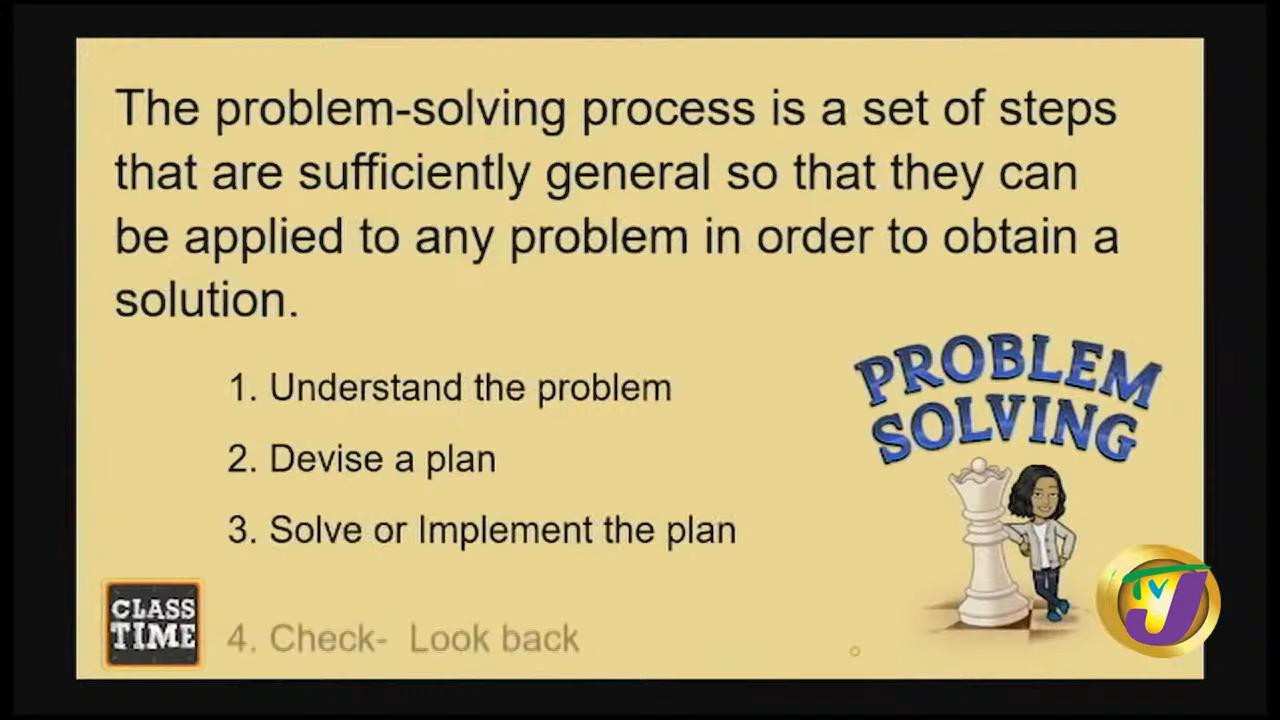 The problem-solving process is a set of steps
that are sufficiently general so that they can
be applied to any problem in order to obtain a
solution.
1. Understand the problem
2. Devise a plan
3. Solve or Implement the plan
4. Check- Look back
PROBLEM
SOLVING
CLASS
TIME
TVJ